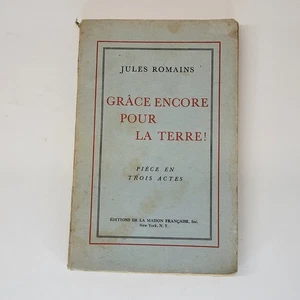 JULES ROMAINS
GRÂCE ENCORE
POUR
LA TERRE!
PIÈCE EN
TROIS ACTES
ÉDITIONS DE LA MAISON FRANÇAISE, Inc.
New York, N. Y.